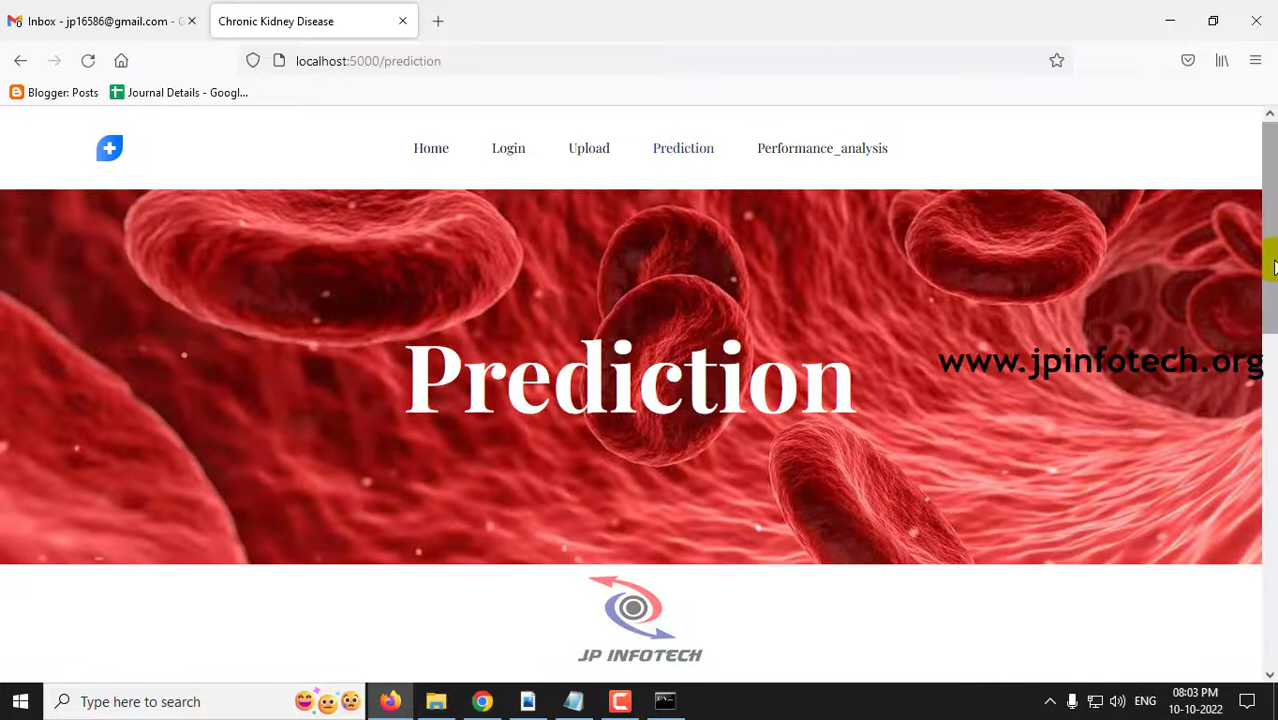 Inbox - jp16586@gmail.com - G
Chronic Kidney Disease
localhost:5000/prediction
Blogger: Posts
Journal Details - Googl...
Home
Login
Upload
Prediction
Performance_analysis
Prediction
www.jpinfotech.org
JP INFOTECH
Type here to search
ENG
08:03 PM
10-10-2022